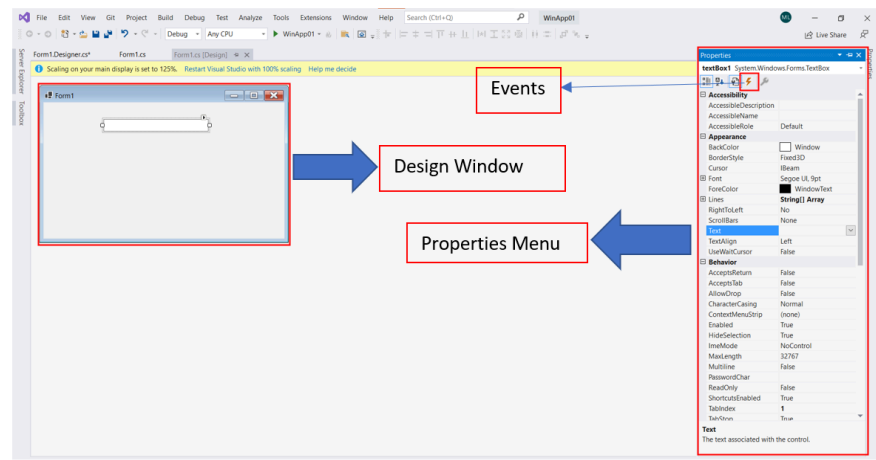 File Edit View Git Project Build Debug Test Analyze Tools Extensions Window Help Search (Ctrl+Q) WinApp01 ML
Debug Any CPU WinApp01 Live Share
Server Explorer
Toolbox
Form1.Designer.cs* Form1.cs Form1.cs [Design]
Scaling on your main display is set to 125%. Restart Visual Studio with 100% scaling Help me decide
Form1
Events
Design Window
Properties Menu
Properties
Properties
textBox1 System.Windows.Forms.TextBox
Accessibility
AccessibleDescription
AccessibleName
AccessibleRole Default
Appearance
BackColor Window
BorderStyle Fixed3D
Cursor IBeam
Font Segoe UI, 9pt
ForeColor WindowText
Lines String[] Array
RightToLeft No
ScrollBars None
Text
TextAlign Left
UseWaitCursor False
Behavior
AcceptsReturn False
AcceptsTab False
AllowDrop False
CharacterCasing Normal
ContextMenuStrip (none)
Enabled True
HideSelection True
ImeMode NoControl
MaxLength 32767
Multiline False
PasswordChar
ReadOnly False
ShortcutsEnabled True
TabIndex 1
TabStop True
Text
The text associated with the control.